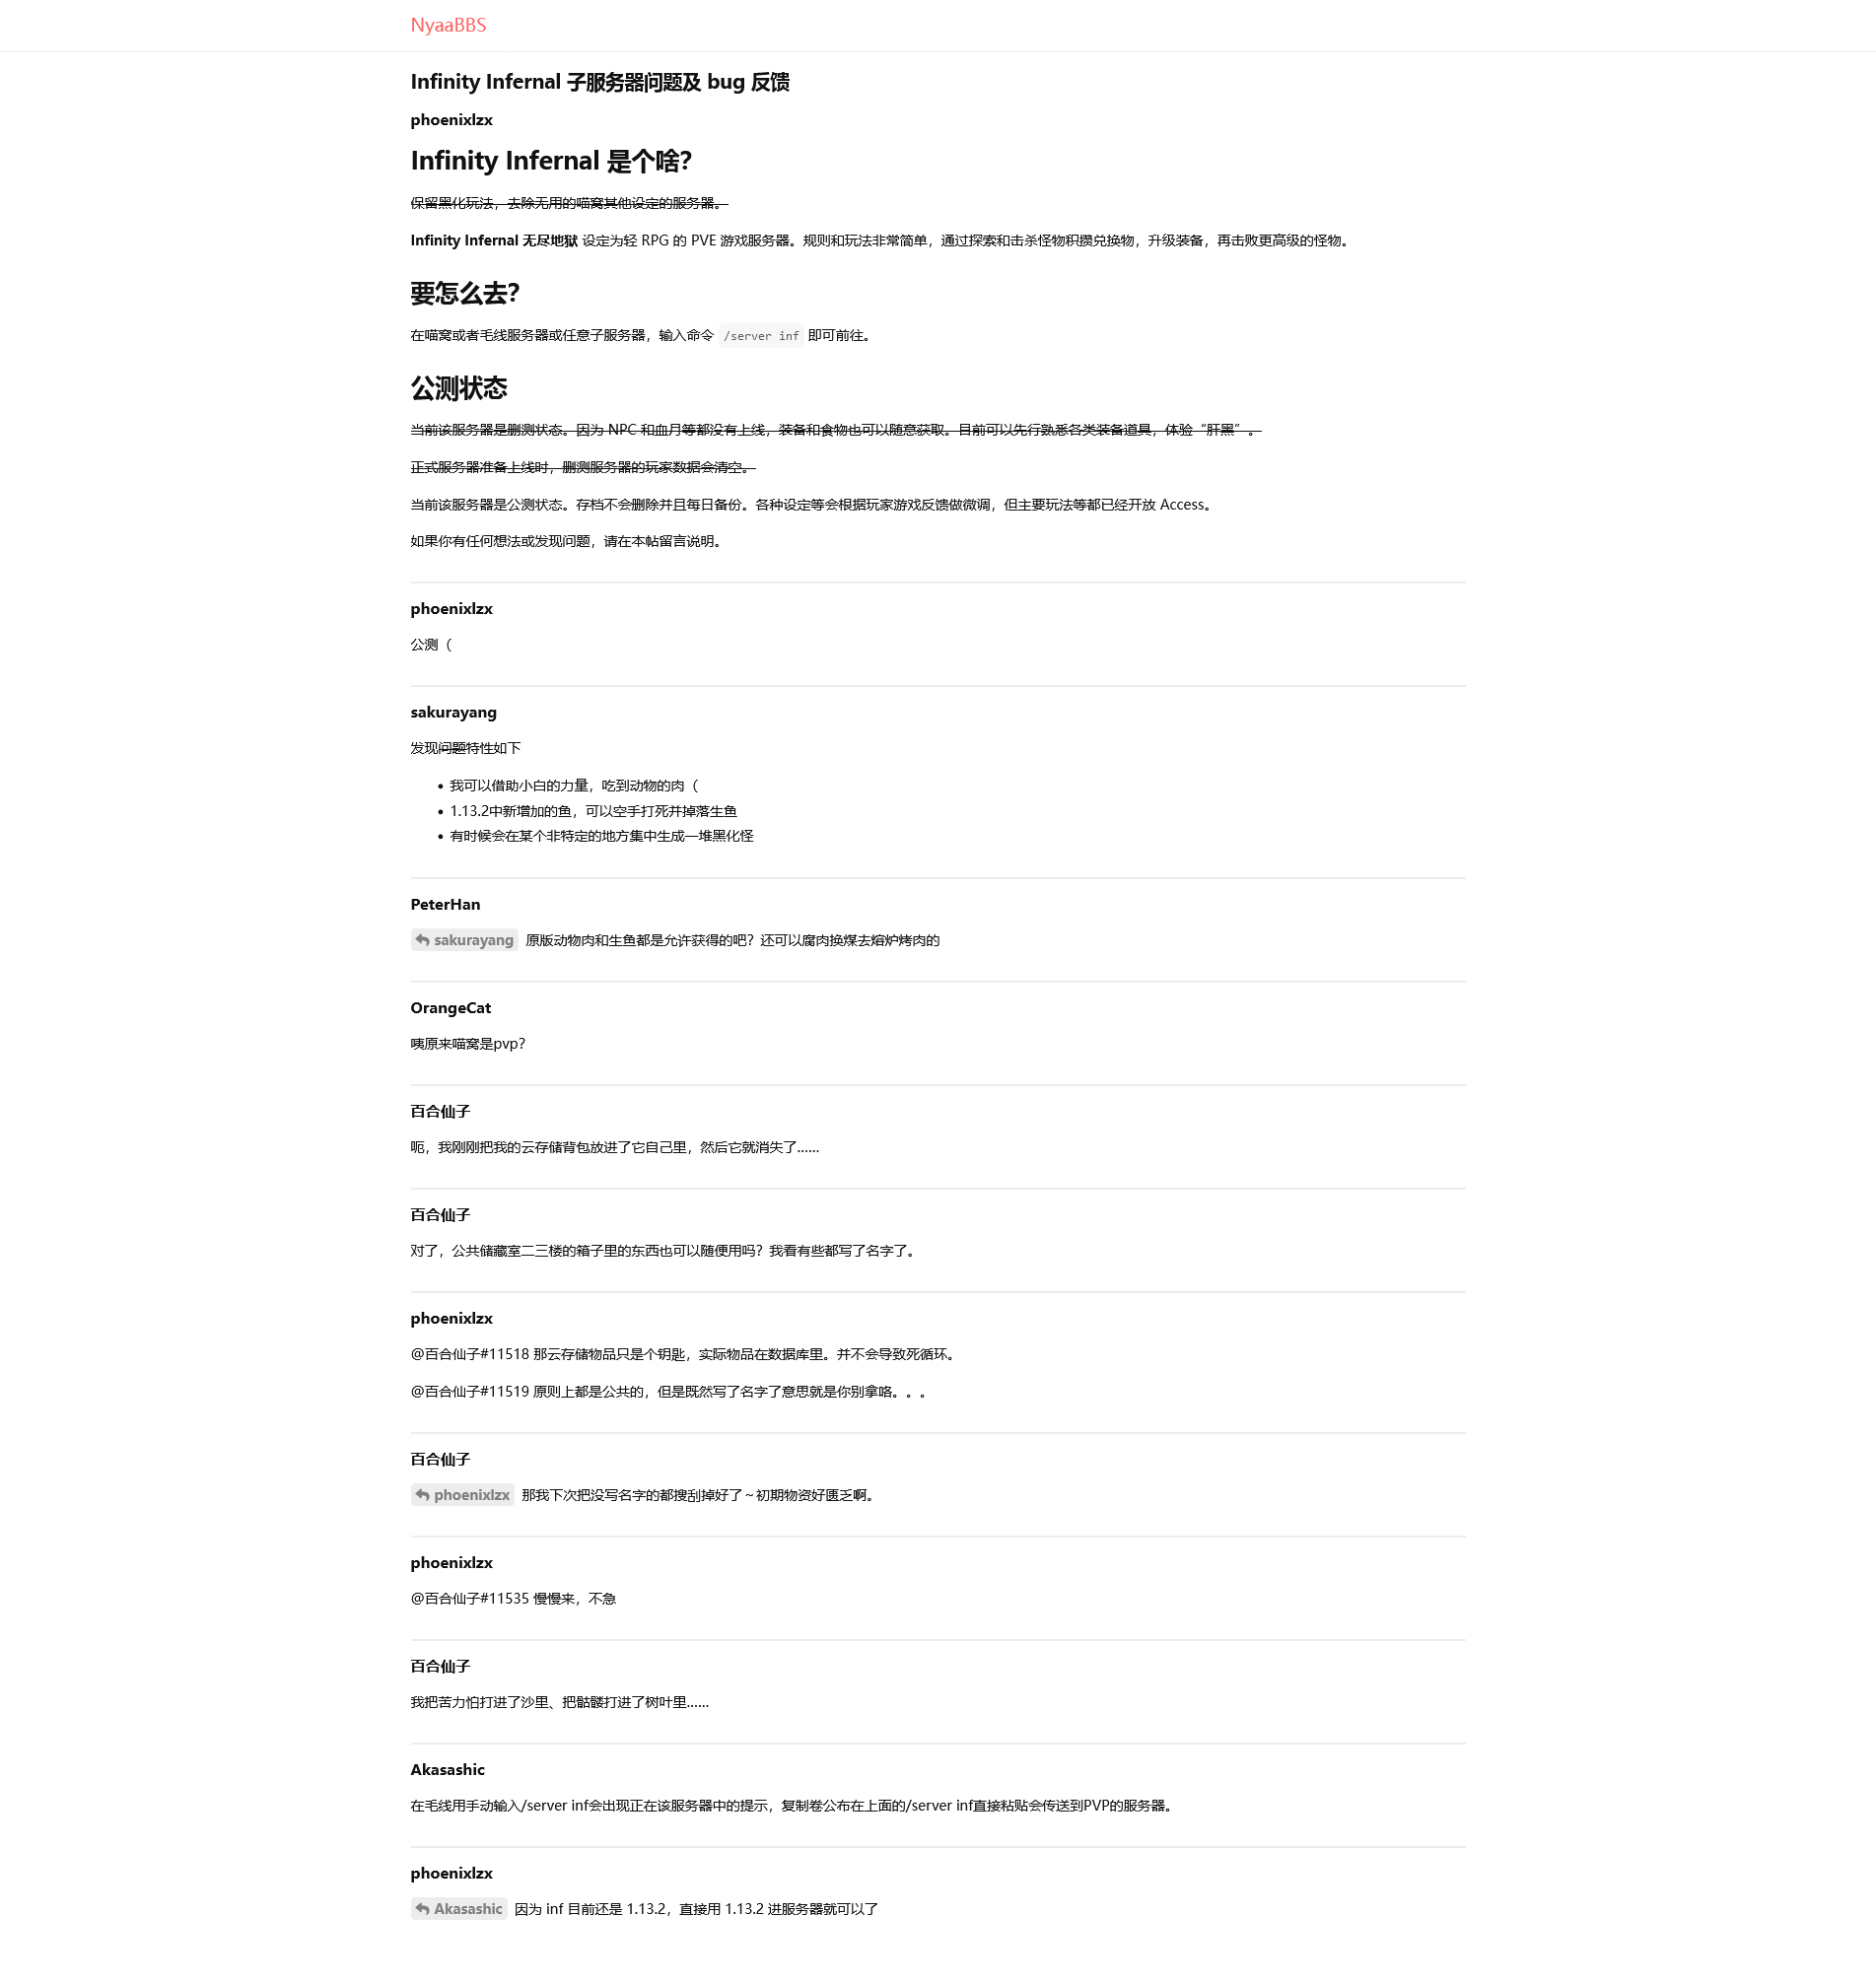 NyaaBBS
Infinity Infernal 子服务器问题及 bug 反馈
phoenixlzx
Infinity Infernal 是个啥？
保留黑化玩法，去除无用的喵窝其他设定的服务器。
Infinity Infernal 无尽地狱 设定为轻 RPG 的 PVE 游戏服务器。规则和玩法非常简单，通过探索和击杀怪物积攒兑换物，升级装备，再击败更高级的怪物。
要怎么去？
在喵窝或者毛线服务器或任意子服务器，输入命令 /server inf 即可前往。
公测状态
当前该服务器是删测状态。因为 NPC 和血月等都没有上线，装备和食物也可以随意获取。目前可以先行熟悉各类装备道具，体验“肝黑”。
正式服务器准备上线时，删测服务器的玩家数据会清空。
当前该服务器是公测状态。存档不会删除并且每日备份。各种设定等会根据玩家游戏反馈做微调，但主要玩法等都已经开放 Access。
如果你有任何想法或发现问题，请在本帖留言说明。
phoenixlzx
公测（
sakurayang
发现问题特性如下
• 我可以借助小白的力量，吃到动物的肉（
• 1.13.2中新增加的鱼，可以空手打死并掉落生鱼
• 有时候会在某个非特定的地方集中生成一堆黑化怪
PeterHan
sakurayang 原版动物肉和生鱼都是允许获得的吧？还可以腐肉换煤去熔炉烤肉的
OrangeCat
咦原来喵窝是pvp？
百合仙子
呃，我刚刚把我的云存储背包放进了它自己里，然后它就消失了……
百合仙子
对了，公共储藏室二三楼的箱子里的东西也可以随便用吗？我看有些都写了名字了。
phoenixlzx
@百合仙子#11518 那云存储物品只是个钥匙，实际物品在数据库里。并不会导致死循环。
@百合仙子#11519 原则上都是公共的，但是既然写了名字了意思就是你别拿咯。。。
百合仙子
phoenixlzx 那我下次把没写名字的都搜刮掉好了～初期物资好匮乏啊。
phoenixlzx
@百合仙子#11535 慢慢来，不急
百合仙子
我把苦力怕打进了沙里、把骷髅打进了树叶里……
Akasashic
在毛线用手动输入/server inf会出现正在该服务器中的提示，复制卷公布在上面的/server inf直接粘贴会传送到PVP的服务器。
phoenixlzx
Akasashic 因为 inf 目前还是 1.13.2，直接用 1.13.2 进服务器就可以了